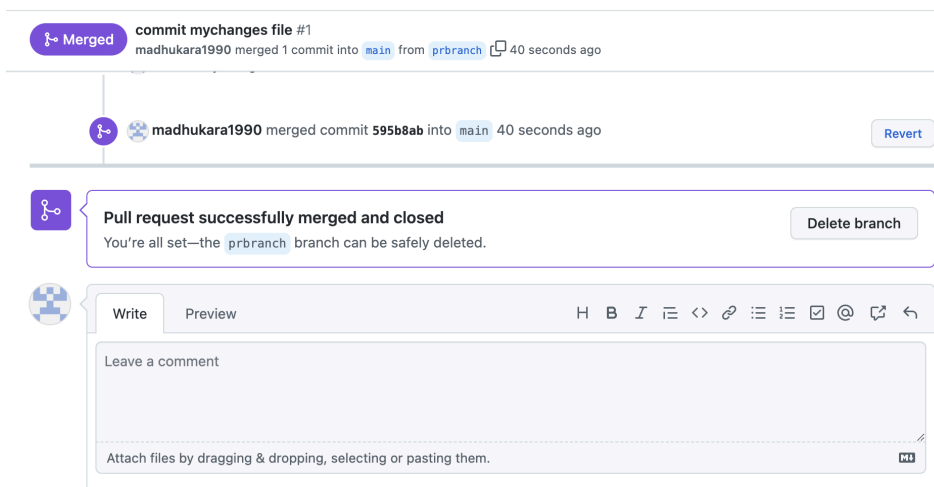 Merged
commit mychanges file #1
madhukara1990 merged 1 commit into main from prbranch 40 seconds ago
madhukara1990 merged commit 595b8ab into main 40 seconds ago
Revert
Pull request successfully merged and closed
You're all set—the prbranch branch can be safely deleted.
Delete branch
Write Preview
Leave a comment
Attach files by dragging & dropping, selecting or pasting them.